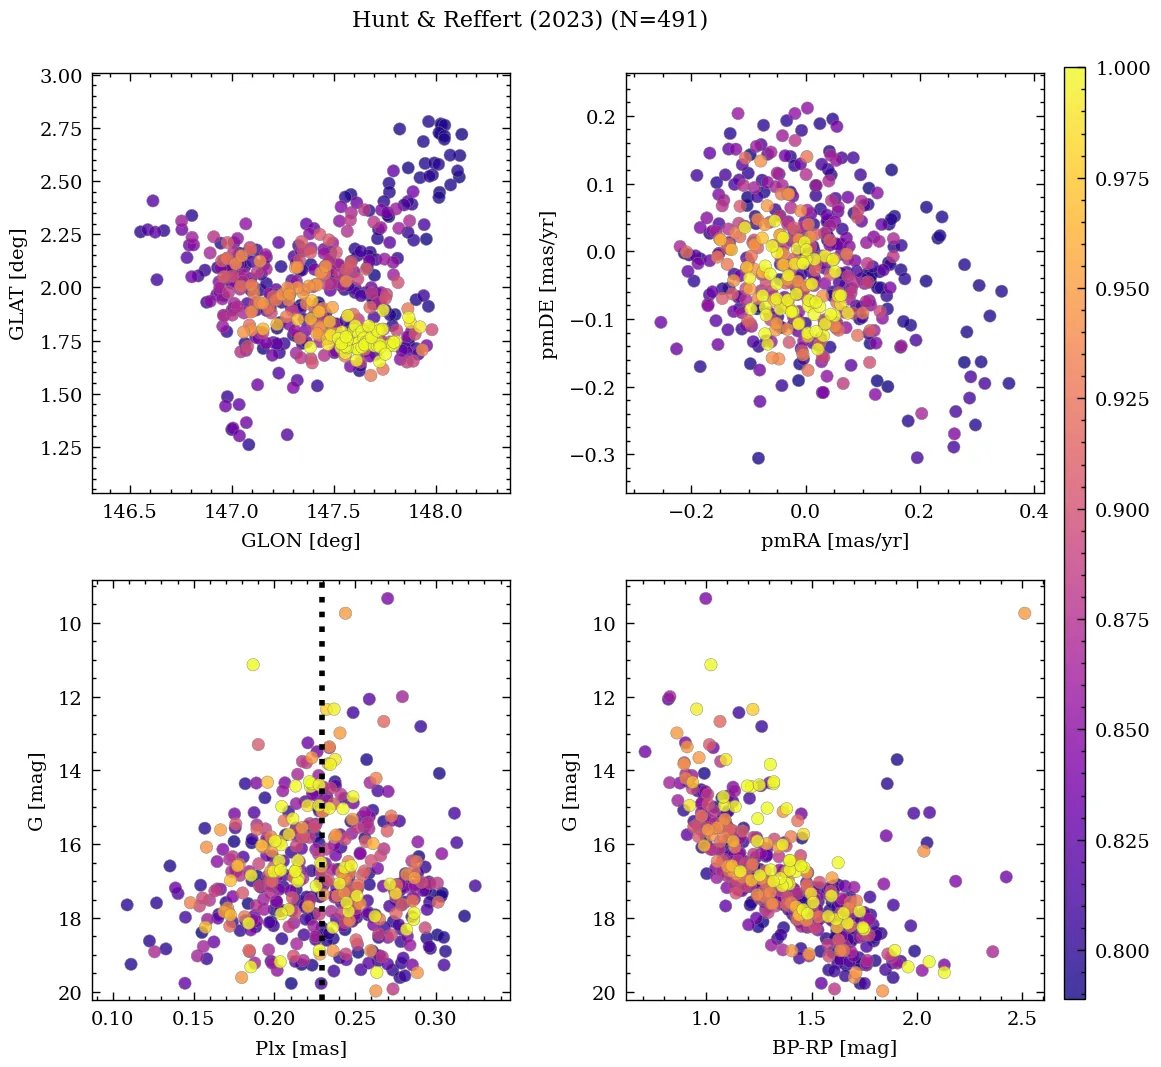 Hunt & Reffert (2023) (N=491)
3.00
2.75
2.50
2.25
2.00
1.75
1.50
1.25
GLAT [deg]
146.5 147.0 147.5 148.0
GLON [deg]
0.2
0.1
0.0
−0.1
−0.2
−0.3
pmDE [mas/yr]
−0.2 0.0 0.2 0.4
pmRA [mas/yr]
10
12
14
16
18
20
G [mag]
0.10 0.15 0.20 0.25 0.30
Plx [mas]
10
12
14
16
18
20
G [mag]
1.0 1.5 2.0 2.5
BP-RP [mag]
1.000
0.975
0.950
0.925
0.900
0.875
0.850
0.825
0.800